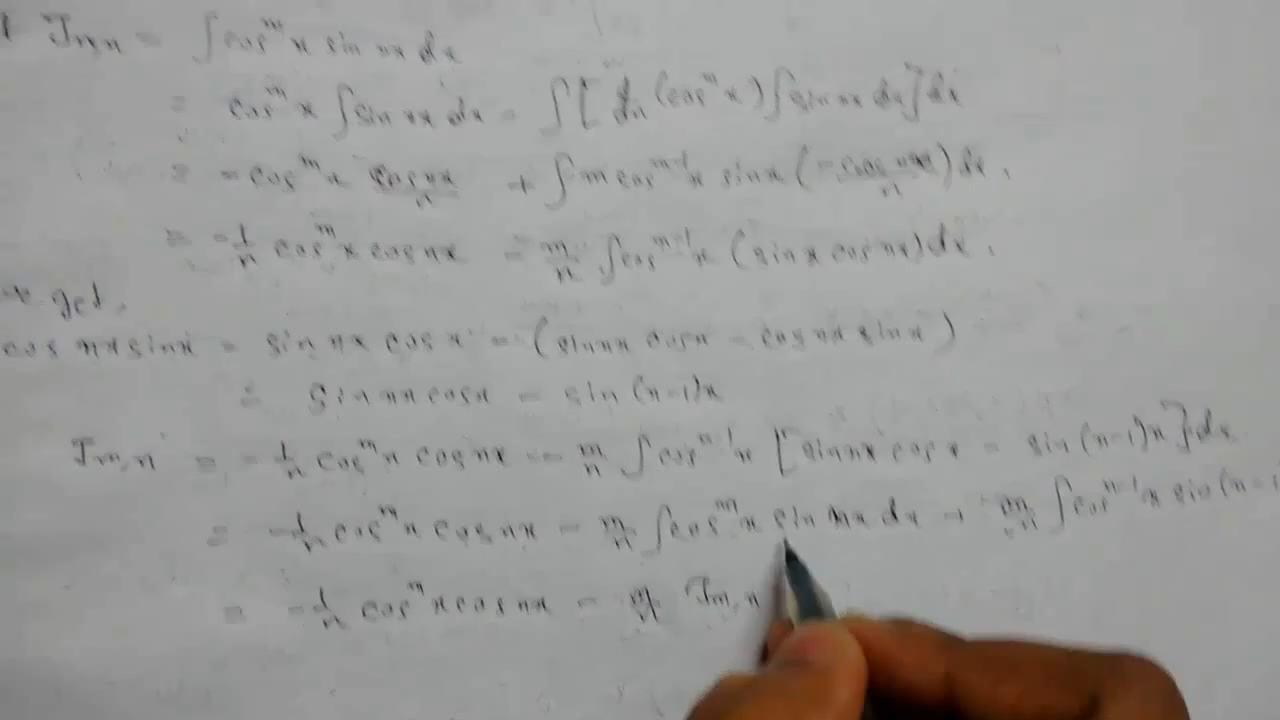 J_{m,n} = ∫cos^m x sin nx dx
= cos^m x ∫sin nx dx - ∫[d/dx (cos^m x) ∫sin nx dx] dx
= -cos^m x cos nx/n + ∫m cos^{m-1} x sin x (-cos nx/n) dx.
= -1/n cos^m x cos nx - m/n ∫cos^{m-1} x (sin x cos nx) dx.
we get,
cos nx sin x = sin nx cos x - (sin nx cos x - cos nx sin x)
= sin nx cos x - sin (n-1)x
J_{m,n} = -1/n cos^m x cos nx - m/n ∫cos^{m-1} x [sin nx cos x - sin (n-1)x] dx
= -1/n cos^m x cos nx - m/n ∫cos^m x sin nx dx + m/n ∫cos^{m-1} x sin (n-1
= -1/n cos^m x cos nx - m/n J_{m,n}